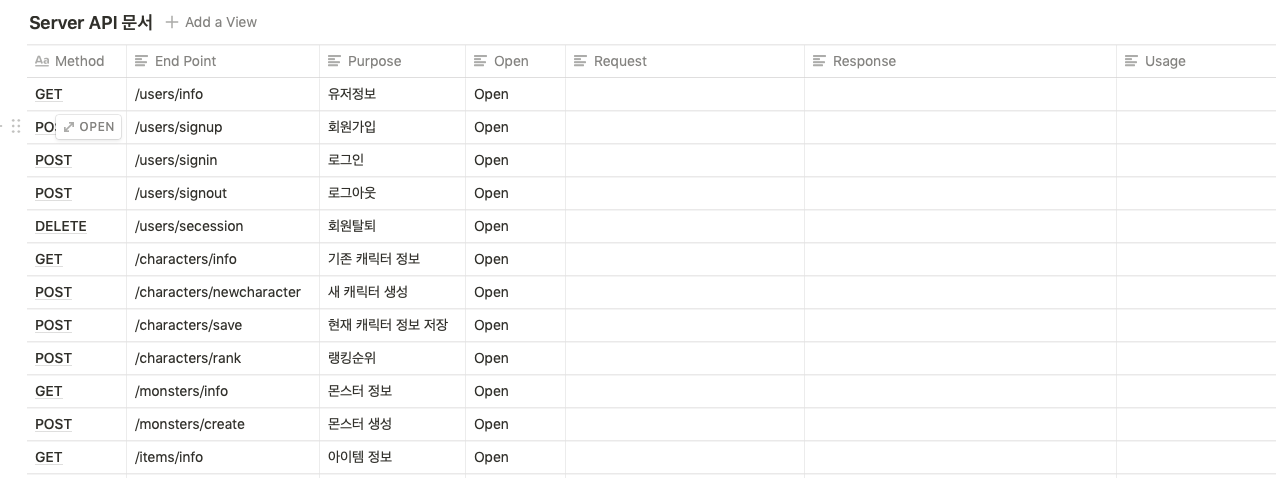 Server API 문서 Add a View
Aa Method End Point Purpose Open Request Response Usage
GET /users/info 유저정보 Open
OPEN /users/signup 회원가입 Open
POST /users/signin 로그인 Open
POST /users/signout 로그아웃 Open
DELETE /users/secession 회원탈퇴 Open
GET /characters/info 기존 캐릭터 정보 Open
POST /characters/newcharacter 새 캐릭터 생성 Open
POST /characters/save 현재 캐릭터 정보 저장 Open
POST /characters/rank 랭킹순위 Open
GET /monsters/info 몬스터 정보 Open
POST /monsters/create 몬스터 생성 Open
GET /items/info 아이템 정보 Open